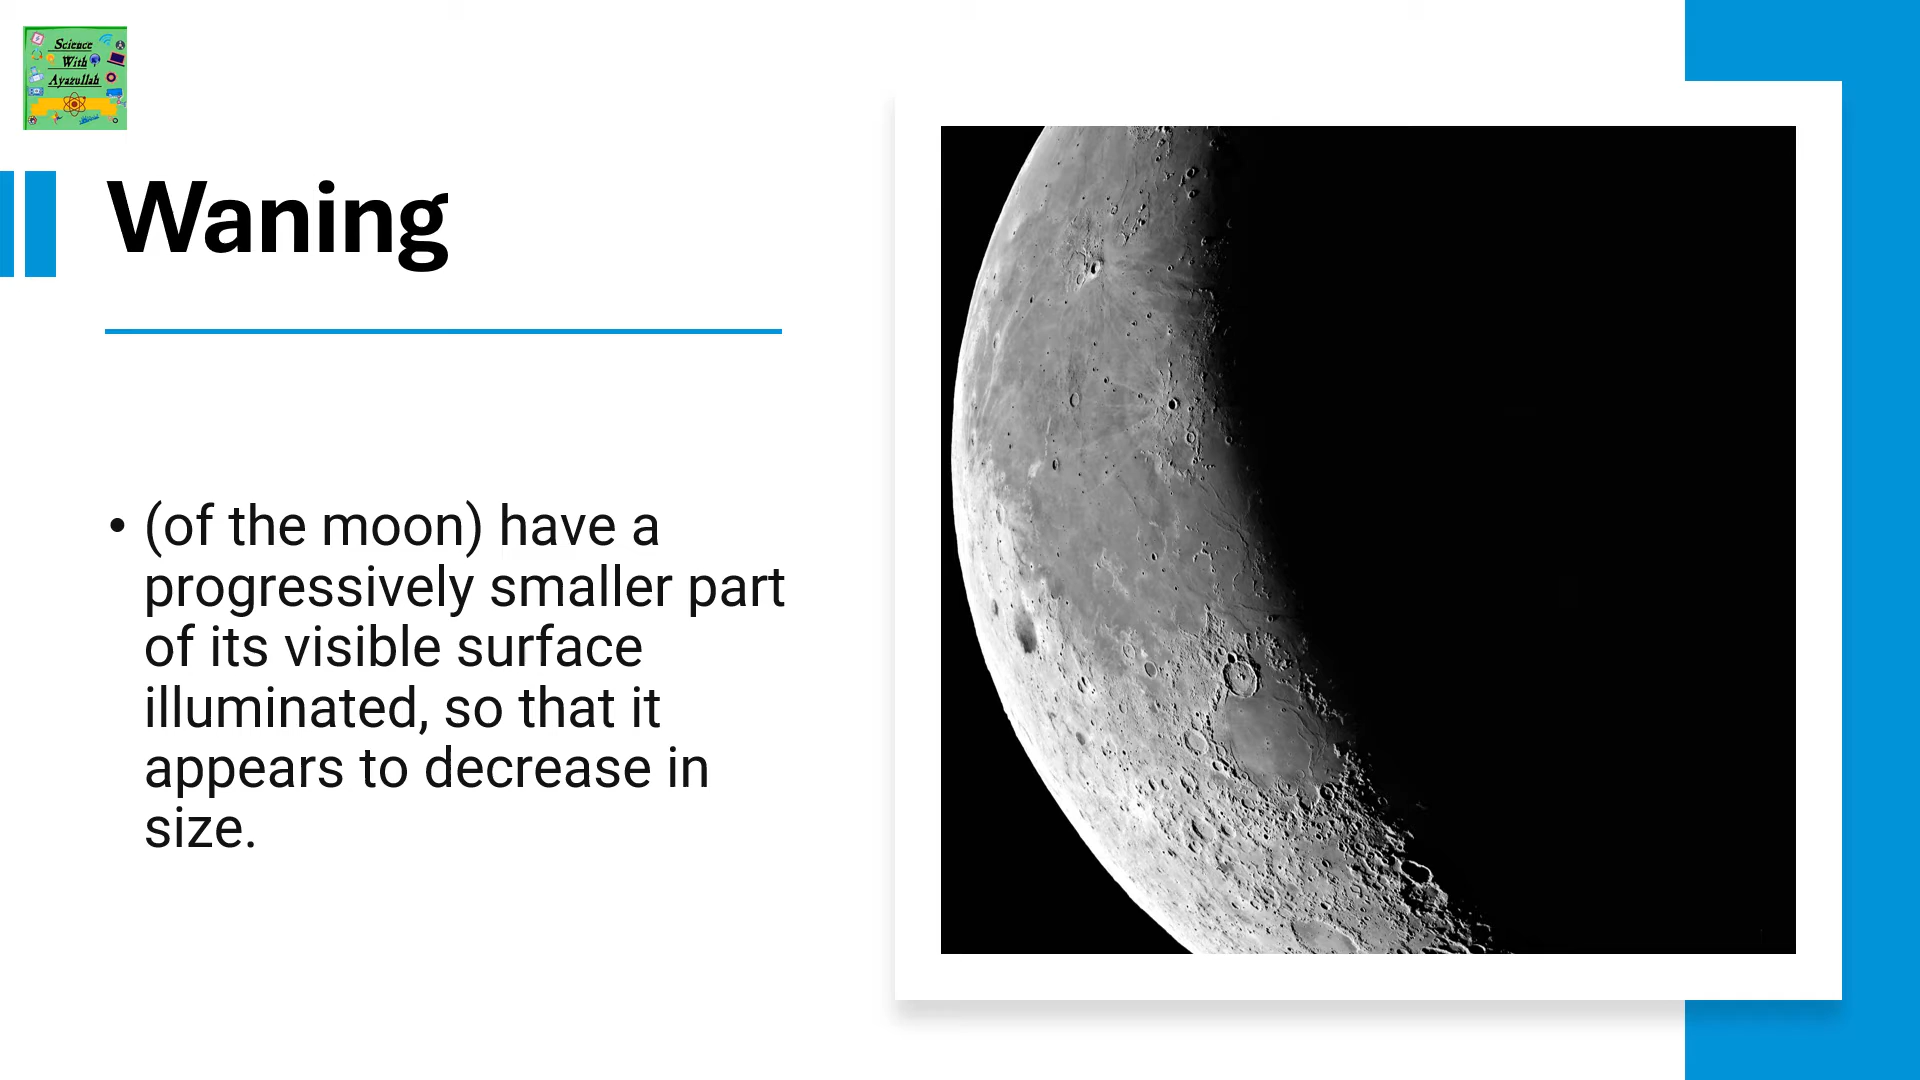 Science
With
Ayazullah
Waning
• (of the moon) have a
progressively smaller part
of its visible surface
illuminated, so that it
appears to decrease in
size.